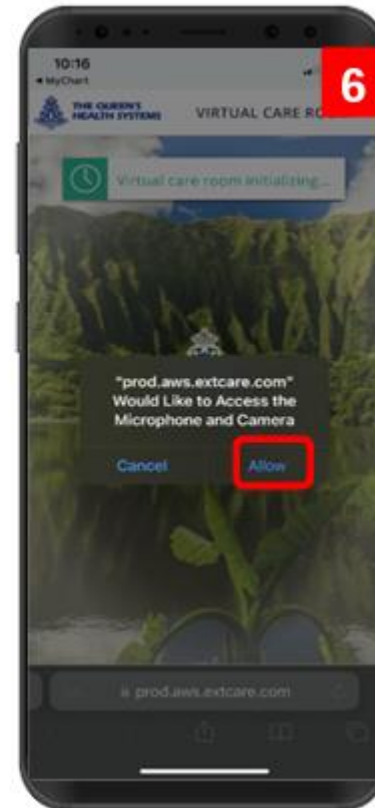 6
10:16
◂ MyChart
THE QUEEN'S
HEALTH SYSTEMS
VIRTUAL CARE
Virtual care room initializing...
"prod.aws.extcare.com"
Would Like to Access the
Microphone and Camera
Cancel
Allow
prod.aws.extcare.com